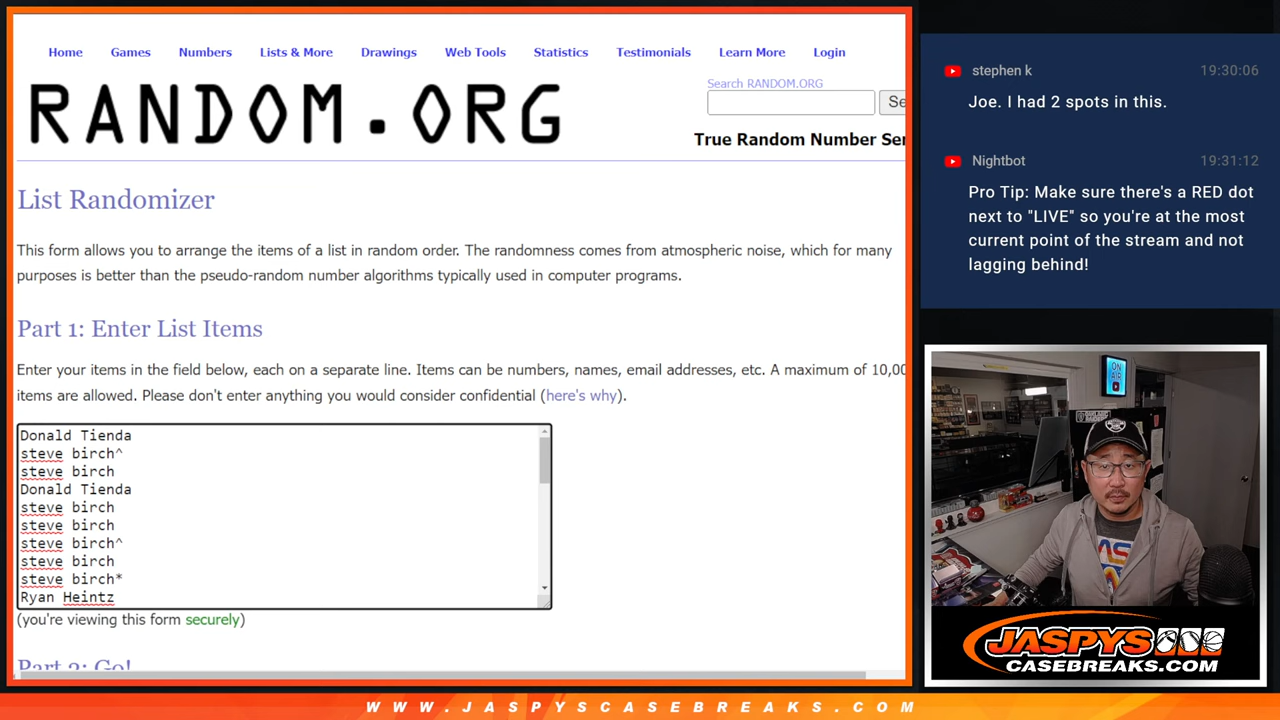 Home Games Numbers Lists & More Drawings Web Tools Statistics Testimonials Learn More Login
RANDOM.ORG
Search RANDOM.ORG
Se
True Random Number Ser
List Randomizer
This form allows you to arrange the items of a list in random order. The randomness comes from atmospheric noise, which for many
purposes is better than the pseudo-random number algorithms typically used in computer programs.
Part 1: Enter List Items
Enter your items in the field below, each on a separate line. Items can be numbers, names, email addresses, etc. A maximum of 10,00
items are allowed. Please don't enter anything you would consider confidential (here's why).
Donald Tienda
steve birch^
steve birch
Donald Tienda
steve birch
steve birch
steve birch^
steve birch
steve birch*
Ryan Heintz
(you're viewing this form securely)
Part 2: Go!
stephen k 19:30:06
Joe. I had 2 spots in this.
Nightbot 19:31:12
Pro Tip: Make sure there's a RED dot
next to "LIVE" so you're at the most
current point of the stream and not
lagging behind!
ON
AIR
JASPYS
CASEBREAKS.COM
WWW.JASPYSCASEBREAKS.COM